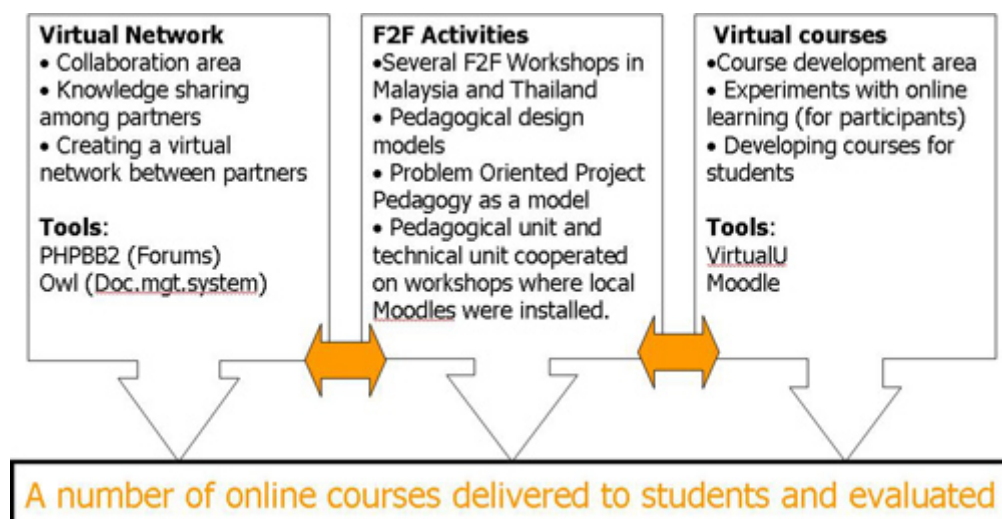 Virtual Network
• Collaboration area
• Knowledge sharing
among partners
• Creating a virtual
network between partners
Tools:
PHPBB2 (Forums)
Owl (Doc.mgt.system)
F2F Activities
•Several F2F Workshops in
Malaysia and Thailand
• Pedagogical design
models
• Problem Oriented Project
Pedagogy as a model
• Pedagogical unit and
technical unit cooperated
on workshops where local
Moodles were installed.
Virtual courses
•Course development area
• Experiments with online
learning (for participants)
• Developing courses for
students
Tools:
VirtualU
Moodle
A number of online courses delivered to students and evaluated